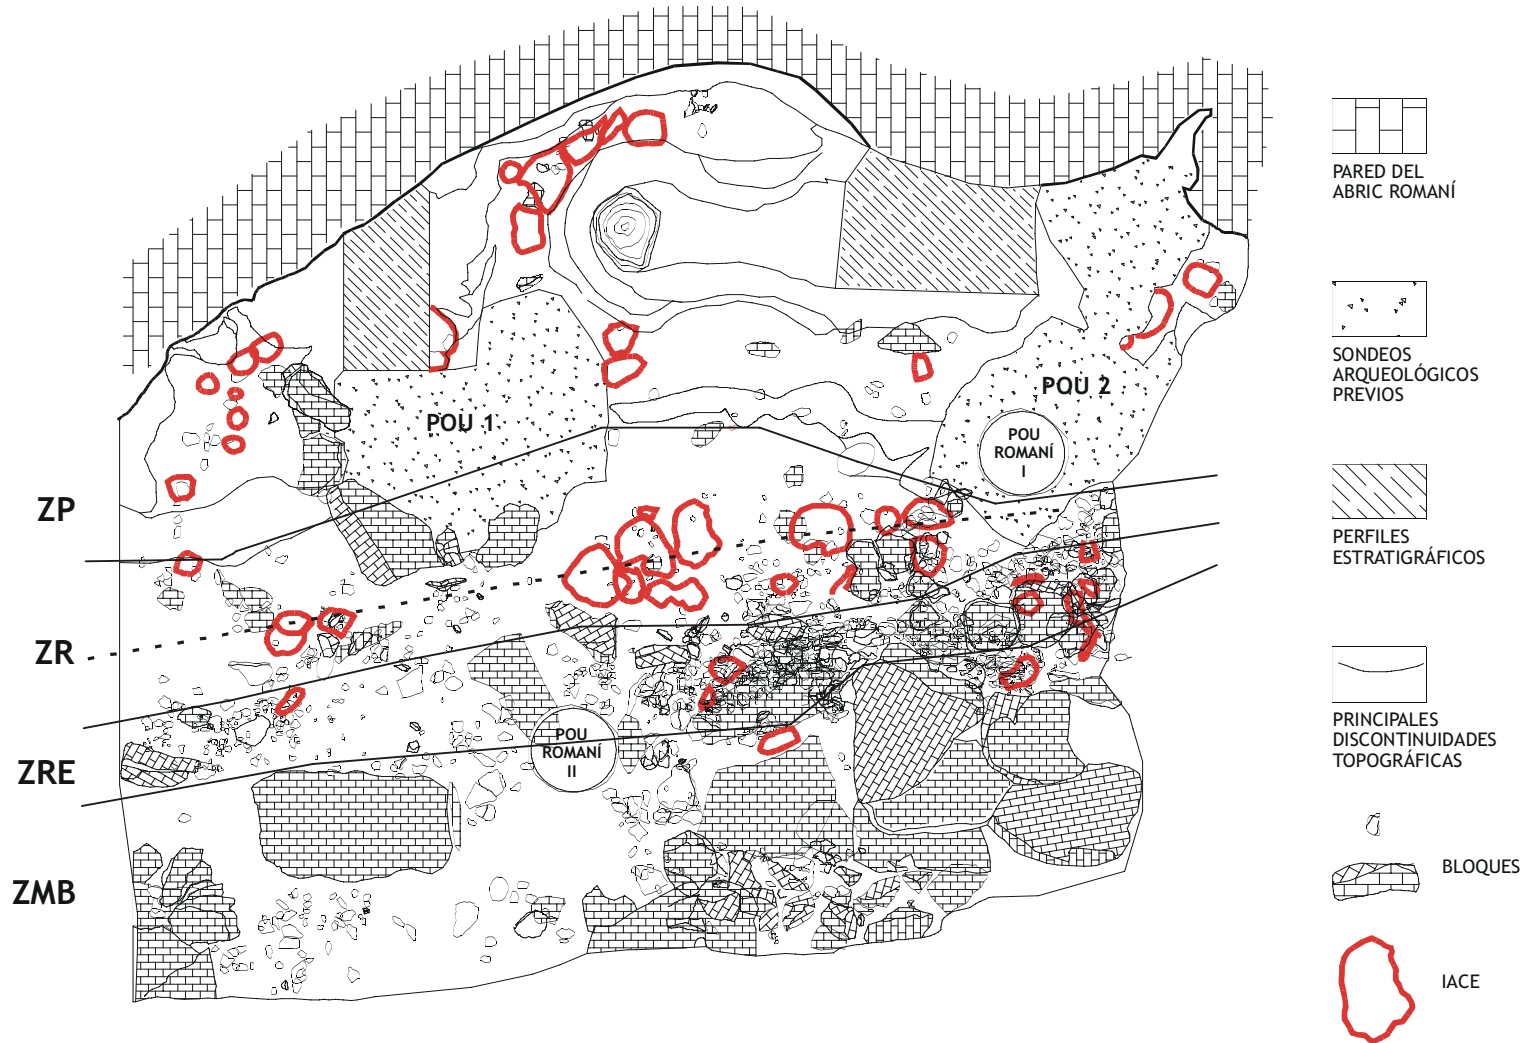 POU 1
POU 2
POU
ROMANÍ
I
POU
ROMANÍ
II
ZP
ZR
ZRE
ZMB
PARED DEL
ABRIC ROMANÍ
SONDEOS
ARQUEOLÓGICOS
PREVIOS
PERFILES
ESTRATIGRÁFICOS
PRINCIPALES
DISCONTINUIDADES
TOPOGRÁFICAS
BLOQUES
IACE